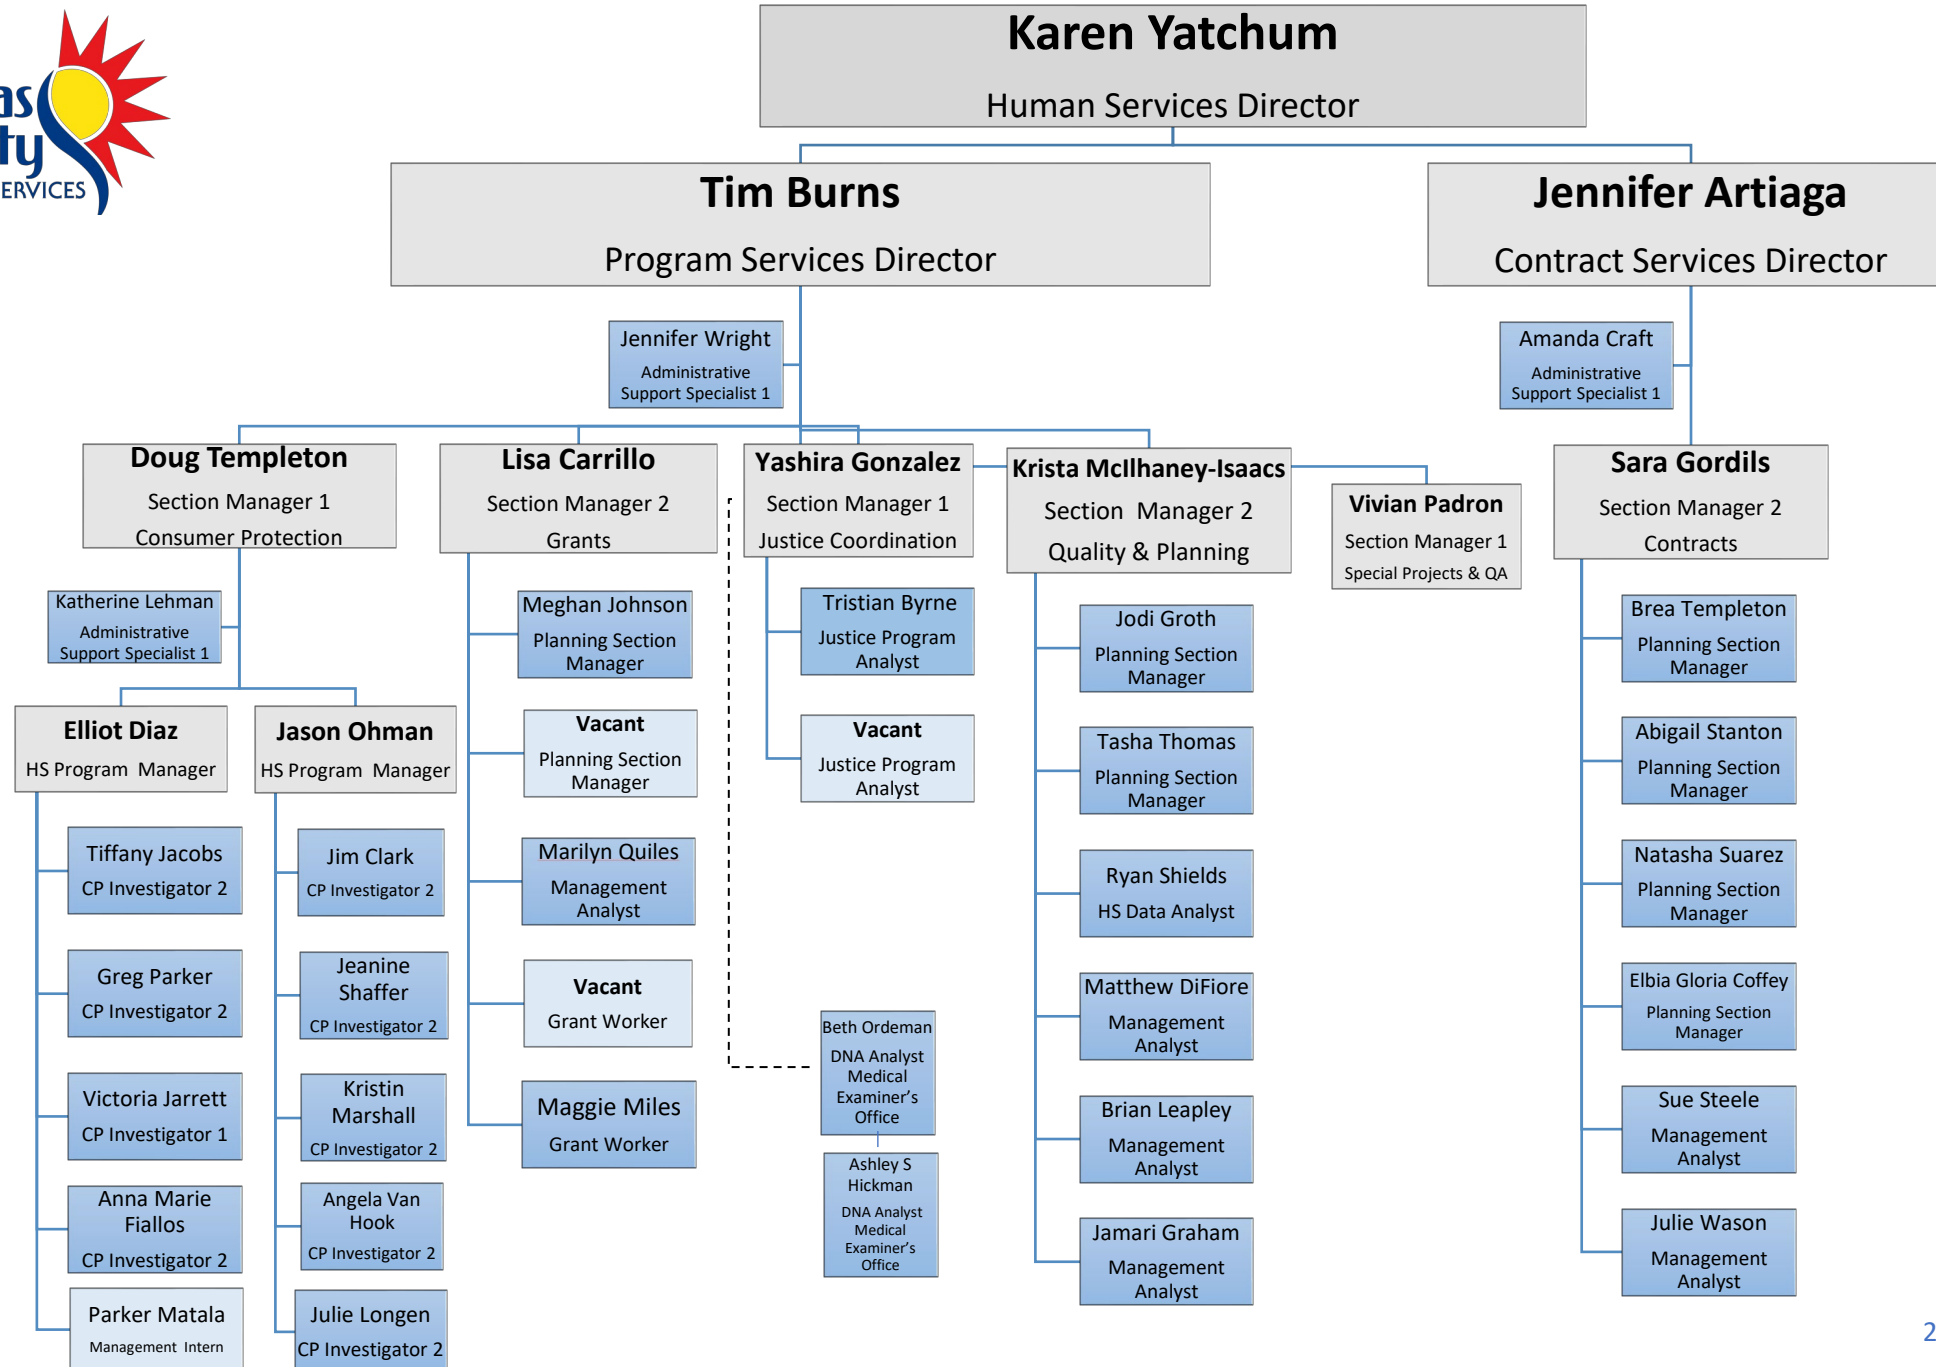 as
ty
ERVICES
Karen Yatchum
Human Services Director
Tim Burns
Program Services Director
Jennifer Artiaga
Contract Services Director
Jennifer Wright
Administrative
Support Specialist 1
Amanda Craft
Administrative
Support Specialist 1
Doug Templeton
Section Manager 1
Consumer Protection
Lisa Carrillo
Section Manager 2
Grants
Yashira Gonzalez
Section Manager 1
Justice Coordination
Krista McIlhaney-Isaacs
Section Manager 2
Quality & Planning
Vivian Padron
Section Manager 1
Special Projects & QA
Sara Gordils
Section Manager 2
Contracts
Katherine Lehman
Administrative
Support Specialist 1
Elliot Diaz
HS Program Manager
Jason Ohman
HS Program Manager
Tiffany Jacobs
CP Investigator 2
Greg Parker
CP Investigator 2
Victoria Jarrett
CP Investigator 1
Anna Marie
Fiallos
CP Investigator 2
Parker Matala
Management Intern
Jim Clark
CP Investigator 2
Jeanine
Shaffer
CP Investigator 2
Kristin
Marshall
CP Investigator 2
Angela Van
Hook
CP Investigator 2
Julie Longen
CP Investigator 2
Meghan Johnson
Planning Section
Manager
Vacant
Planning Section
Manager
Marilyn Quiles
Management
Analyst
Vacant
Grant Worker
Maggie Miles
Grant Worker
Tristian Byrne
Justice Program
Analyst
Vacant
Justice Program
Analyst
Beth Ordeman
DNA Analyst
Medical
Examiner's
Office
Ashley S
Hickman
DNA Analyst
Medical
Examiner's
Office
Jodi Groth
Planning Section
Manager
Tasha Thomas
Planning Section
Manager
Ryan Shields
HS Data Analyst
Matthew DiFiore
Management
Analyst
Brian Leapley
Management
Analyst
Jamari Graham
Management
Analyst
Brea Templeton
Planning Section
Manager
Abigail Stanton
Planning Section
Manager
Natasha Suarez
Planning Section
Manager
Elbia Gloria Coffey
Planning Section
Manager
Sue Steele
Management
Analyst
Julie Wason
Management
Analyst
2